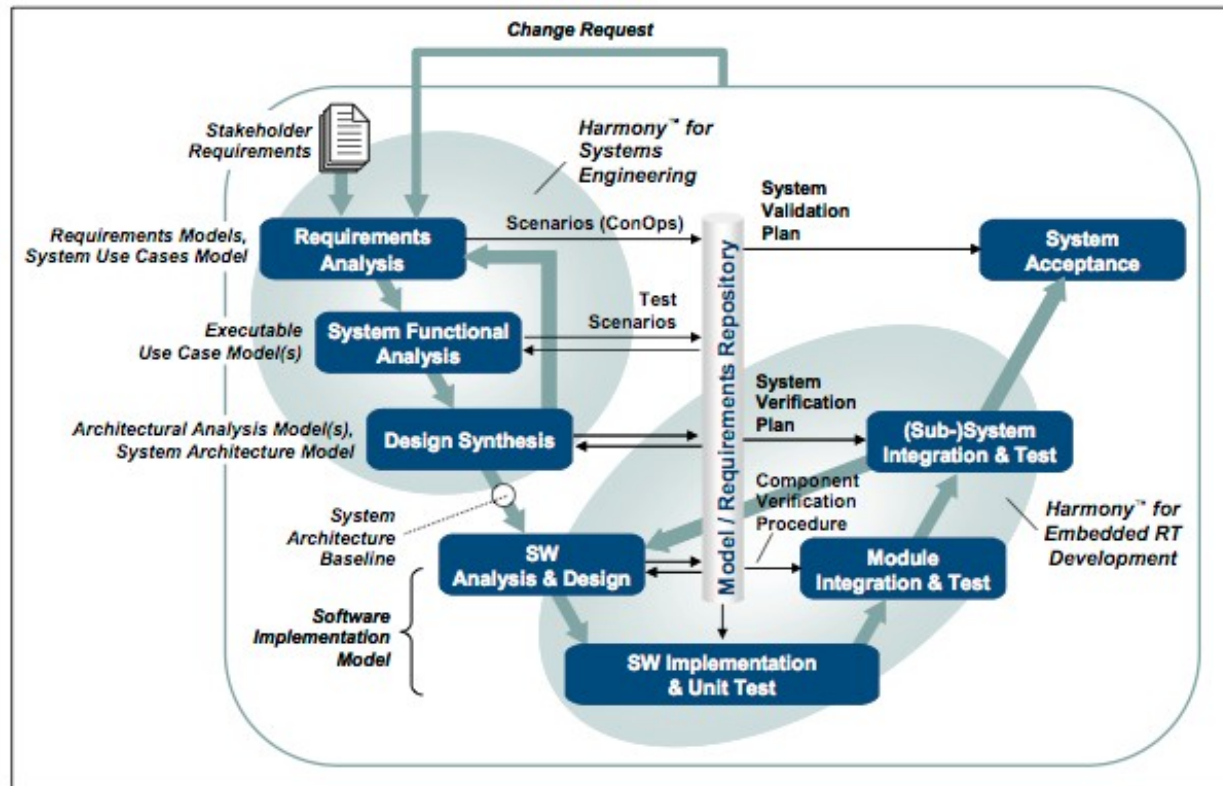 Change Request
Stakeholder
Requirements
Harmony™ for
Systems
Engineering
Requirements Models,
System Use Cases Model
Requirements
Analysis
Scenarios (ConOps)
System
Validation
Plan
System
Acceptance
Executable
Use Case Model(s)
System Functional
Analysis
Test
Scenarios
Model / Requirements Repository
Architectural Analysis Model(s),
System Architecture Model
Design Synthesis
System
Verification
Plan
(Sub-)System
Integration & Test
System
Architecture
Baseline
SW
Analysis & Design
Component
Verification
Procedure
Module
Integration & Test
Harmony™ for
Embedded RT
Development
Software
Implementation
Model
SW Implementation
& Unit Test